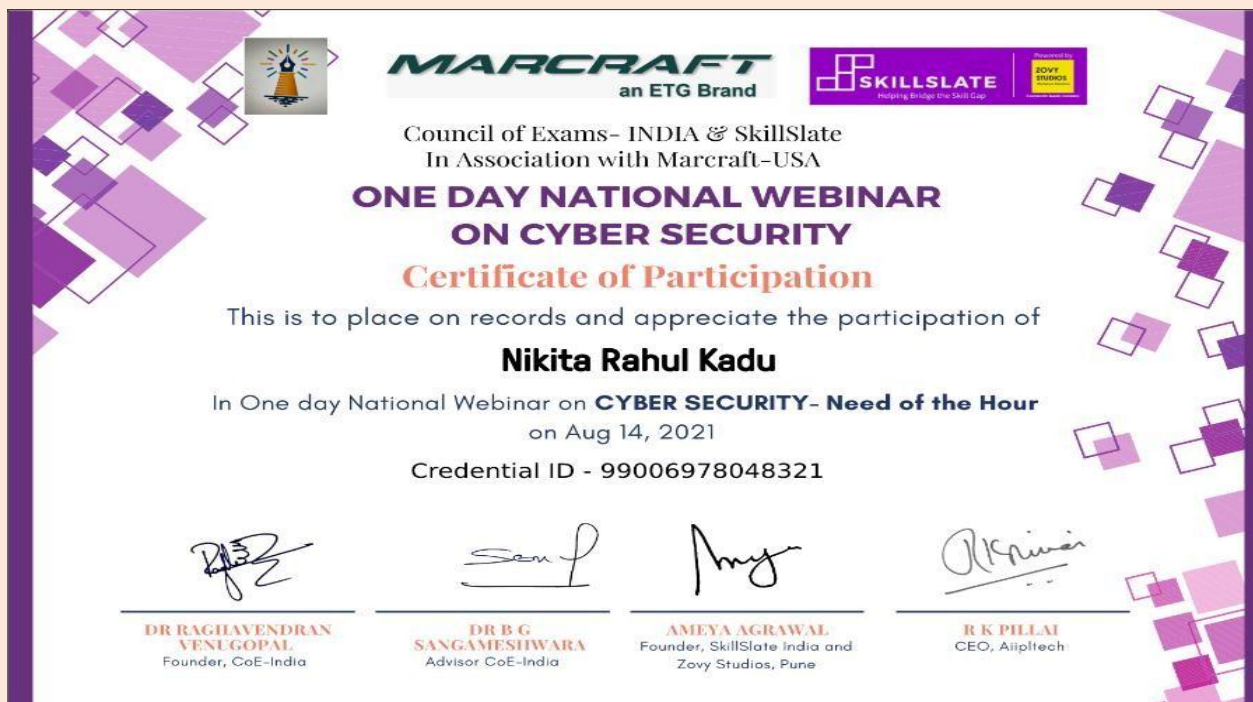 MARCRAFT
an ETG Brand
SKILLSLATE
Helping Bridge the Skill Gap
Powered by
ZOVY
STUDIOS
Council of Exams- INDIA & SkillSlate
In Association with Marcraft-USA
ONE DAY NATIONAL WEBINAR
ON CYBER SECURITY
Certificate of Participation
This is to place on records and appreciate the participation of
Nikita Rahul Kadu
In One day National Webinar on CYBER SECURITY- Need of the Hour
on Aug 14, 2021
Credential ID - 99006978048321
DR RAGHAVENDRAN
VENUGOPAL
Founder, CoE-India
DR B G
SANGAMESHWARA
Advisor CoE-India
AMEYA AGRAWAL
Founder, SkillSlate India and
Zovy Studios, Pune
R K PILLAI
CEO, Aiipltech